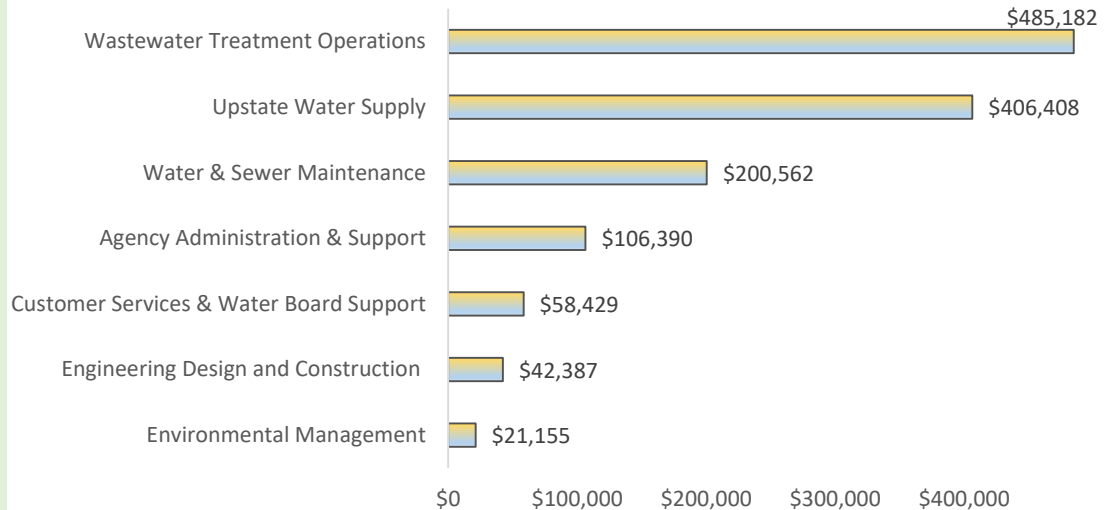 $485,182
Wastewater Treatment Operations
Upstate Water Supply $406,408
Water & Sewer Maintenance $200,562
Agency Administration & Support $106,390
Customer Services & Water Board Support $58,429
Engineering Design and Construction $42,387
Environmental Management $21,155
$0 $100,000 $200,000 $300,000 $400,000